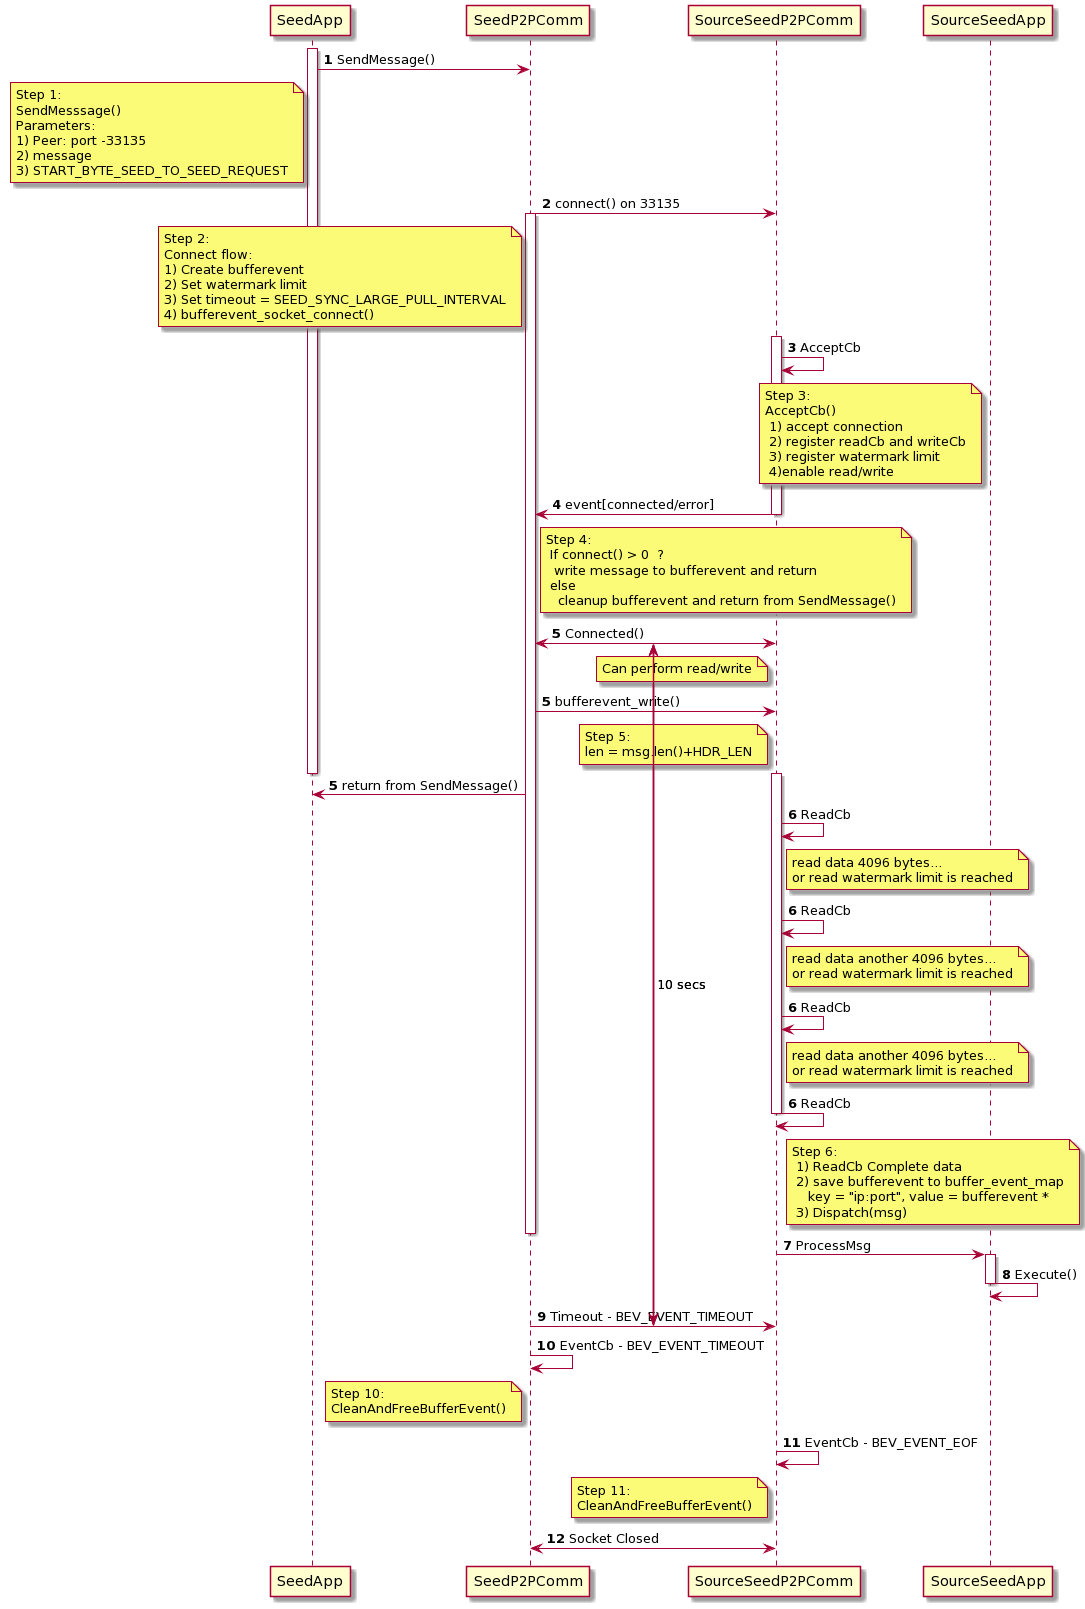 SeedApp
SeedP2PComm
SourceSeedP2PComm
SourceSeedApp
1 SendMessage()
Step 1:
SendMesssage()
Parameters:
1) Peer: port -33135
2) message
3) START_BYTE_SEED_TO_SEED_REQUEST
2 connect() on 33135
Step 2:
Connect flow:
1) Create bufferevent
2) Set watermark limit
3) Set timeout = SEED_SYNC_LARGE_PULL_INTERVAL
4) bufferevent_socket_connect()
3 AcceptCb
Step 3:
AcceptCb()
1) accept connection
2) register readCb and writeCb
3) register watermark limit
4)enable read/write
4 event[connected/error]
Step 4:
If connect() > 0 ?
write message to bufferevent and return
else
cleanup bufferevent and return from SendMessage()
5 Connected()
Can perform read/write
5 bufferevent_write()
Step 5:
len = msg.len()+HDR_LEN
5 return from SendMessage()
6 ReadCb
read data 4096 bytes...
or read watermark limit is reached
6 ReadCb
read data another 4096 bytes...
or read watermark limit is reached
10 secs
6 ReadCb
read data another 4096 bytes...
or read watermark limit is reached
6 ReadCb
Step 6:
1) ReadCb Complete data
2) save bufferevent to buffer_event_map
key = "ip:port", value = bufferevent *
3) Dispatch(msg)
7 ProcessMsg
8 Execute()
9 Timeout - BEV_EVENT_TIMEOUT
10 EventCb - BEV_EVENT_TIMEOUT
Step 10:
CleanAndFreeBufferEvent()
11 EventCb - BEV_EVENT_EOF
Step 11:
CleanAndFreeBufferEvent()
12 Socket Closed
SeedApp
SeedP2PComm
SourceSeedP2PComm
SourceSeedApp